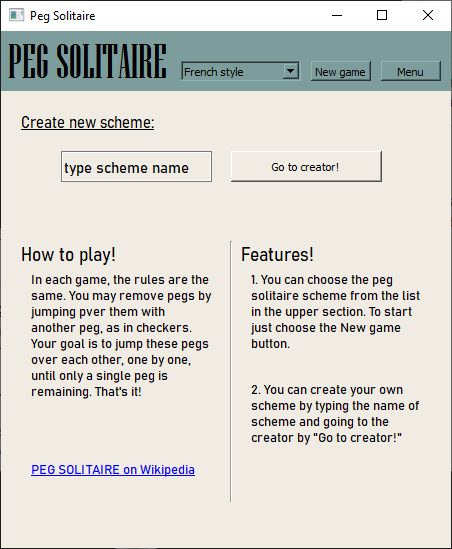 Peg Solitaire
PEG SOLITAIRE
French style
New game
Menu
Create new scheme:
type scheme name
Go to creator!
How to play!
In each game, the rules are the
same. You may remove pegs by
jumping pver them with
another peg, as in checkers.
Your goal is to jump these pegs
over each other, one by one,
until only a single peg is
remaining. That's it!
PEG SOLITAIRE on Wikipedia
Features!
1. You can choose the peg
solitaire scheme from the list
in the upper section. To start
just choose the New game
button.
2. You can create your own
scheme by typing the name of
scheme and going to the
creator by "Go to creator!"